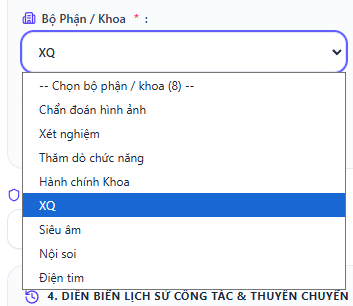 Bộ Phận / Khoa * :
XQ
-- Chọn bộ phận / khoa (8) --
Chẩn đoán hình ảnh
Xét nghiệm
Thăm dò chức năng
Hành chính Khoa
XQ
Siêu âm
Nội soi
Điện tim
4. DIỄN BIẾN LỊCH SỬ CÔNG TÁC & THUYÊN CHUYỂN